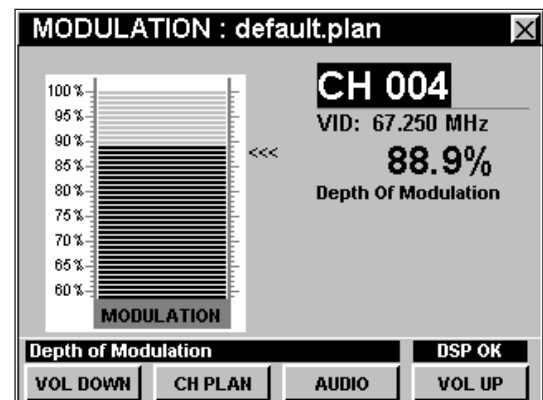 MODULATION : default.plan
100%
95%
90%
85%
80%
75%
70%
65%
60%
MODULATION
<<<
CH 004
VID: 67.250 MHz
88.9%
Depth Of Modulation
Depth of Modulation
DSP OK
VOL DOWN
CH PLAN
AUDIO
VOL UP